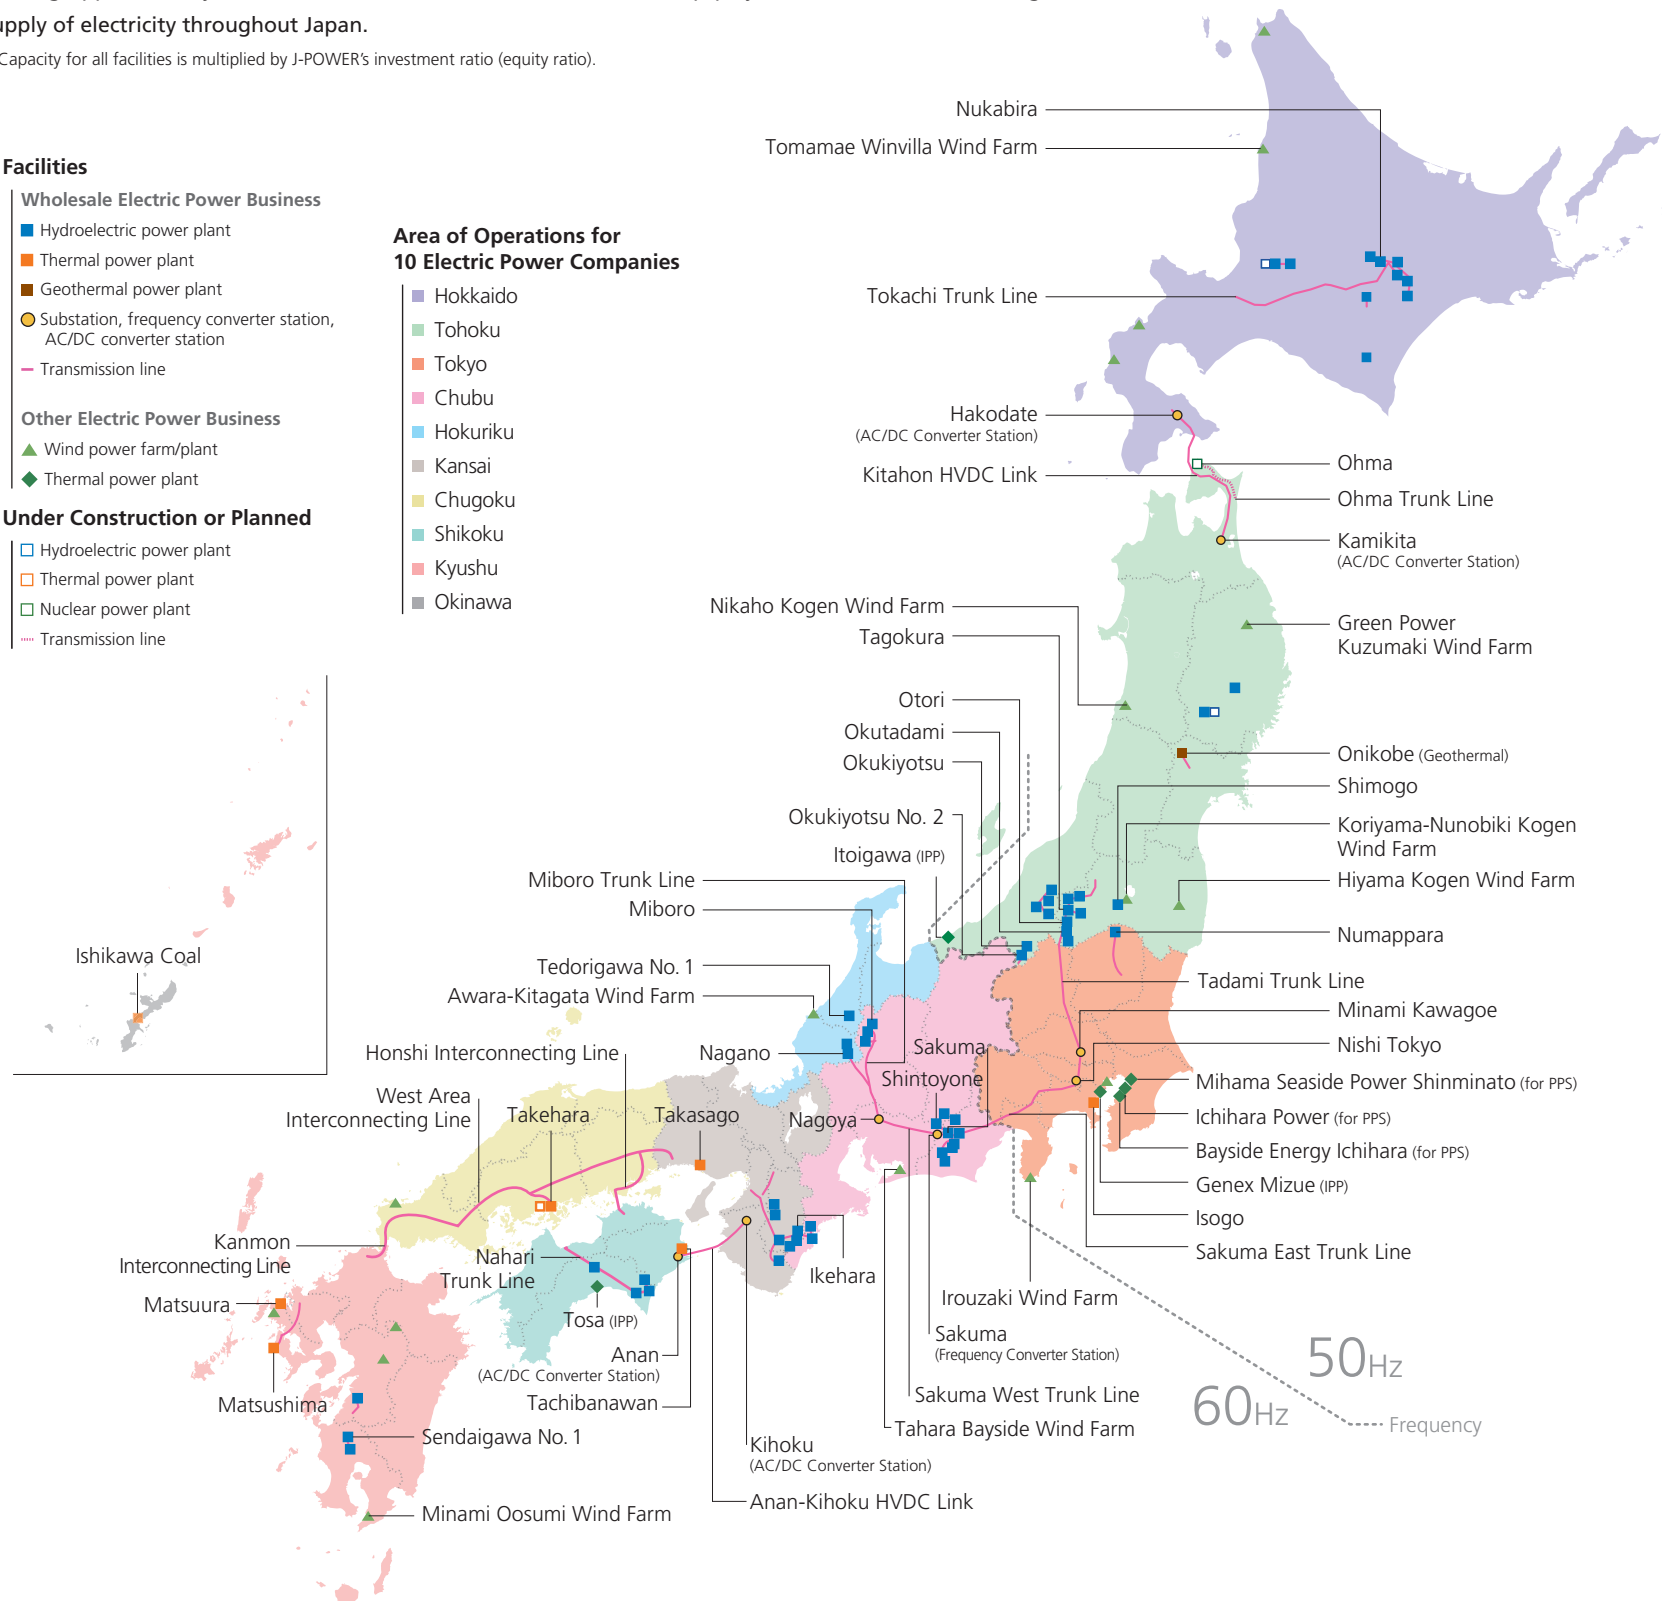 supply of electricity throughout Japan.
Capacity for all facilities is multiplied by J-POWER's investment ratio (equity ratio).
Facilities
Wholesale Electric Power Business
Hydroelectric power plant
Thermal power plant
Geothermal power plant
Substation, frequency converter station,
AC/DC converter station
Transmission line
Other Electric Power Business
Wind power farm/plant
Thermal power plant
Under Construction or Planned
Hydroelectric power plant
Thermal power plant
Nuclear power plant
Transmission line
Area of Operations for
10 Electric Power Companies
Hokkaido
Tohoku
Tokyo
Chubu
Hokuriku
Kansai
Chugoku
Shikoku
Kyushu
Okinawa
Nukabira
Tomamae Winvilla Wind Farm
Tokachi Trunk Line
Hakodate
(AC/DC Converter Station)
Kitahon HVDC Link
Ohma
Ohma Trunk Line
Kamikita
(AC/DC Converter Station)
Nikaho Kogen Wind Farm
Tagokura
Green Power
Kuzumaki Wind Farm
Otori
Okutadami
Okukiyotsu
Onikobe (Geothermal)
Shimogo
Okukiyotsu No. 2
Koriyama-Nunobiki Kogen
Wind Farm
Itoigawa (IPP)
Miboro Trunk Line
Hiyama Kogen Wind Farm
Miboro
Numappara
Ishikawa Coal
Tedorigawa No. 1
Tadami Trunk Line
Awara-Kitagata Wind Farm
Minami Kawagoe
Honshi Interconnecting Line
Nagano
Sakuma
Nishi Tokyo
Shintoyone
Mihama Seaside Power Shinminato (for PPS)
West Area
Interconnecting Line
Takehara
Takasago
Nagoya
Ichihara Power (for PPS)
Bayside Energy Ichihara (for PPS)
Genex Mizue (IPP)
Isogo
Kanmon
Interconnecting Line
Nahari
Trunk Line
Sakuma East Trunk Line
Ikehara
Matsuura
Tosa (IPP)
Irouzaki Wind Farm
Anan
(AC/DC Converter Station)
Sakuma
(Frequency Converter Station)
50Hz
60Hz
Frequency
Matsushima
Tachibanawan
Sakuma West Trunk Line
Sendaigawa No. 1
Tahara Bayside Wind Farm
Kihoku
(AC/DC Converter Station)
Anan-Kihoku HVDC Link
Minami Oosumi Wind Farm